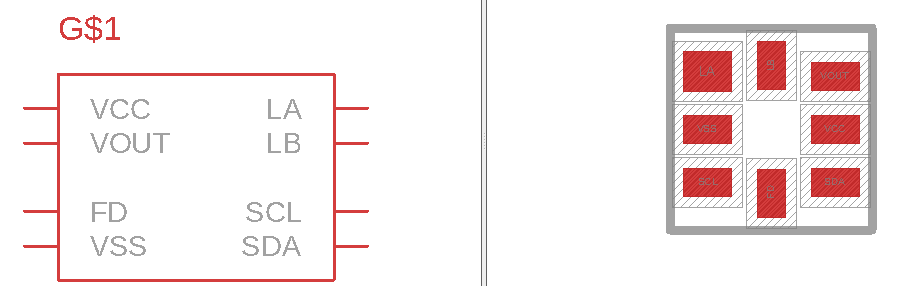 G$1
VCC LA
VOUT LB
FD SCL
VSS SDA
LA
VOUT
VSS VCC
SCL SDA